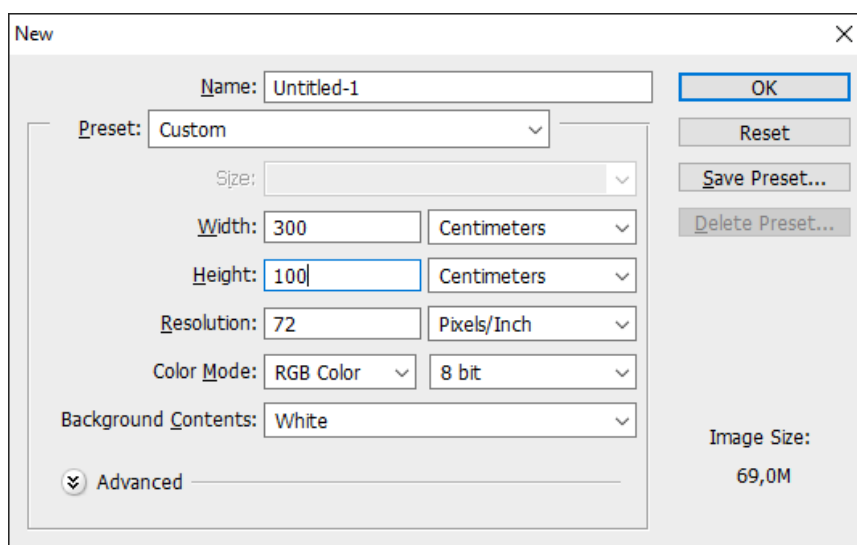 New
Name: Untitled-1
OK
Preset: Custom
Reset
Size:
Save Preset...
Width: 300 Centimeters
Delete Preset...
Height: 100 Centimeters
Resolution: 72 Pixels/Inch
Color Mode: RGB Color 8 bit
Background Contents: White
Image Size:
Advanced
69,0M